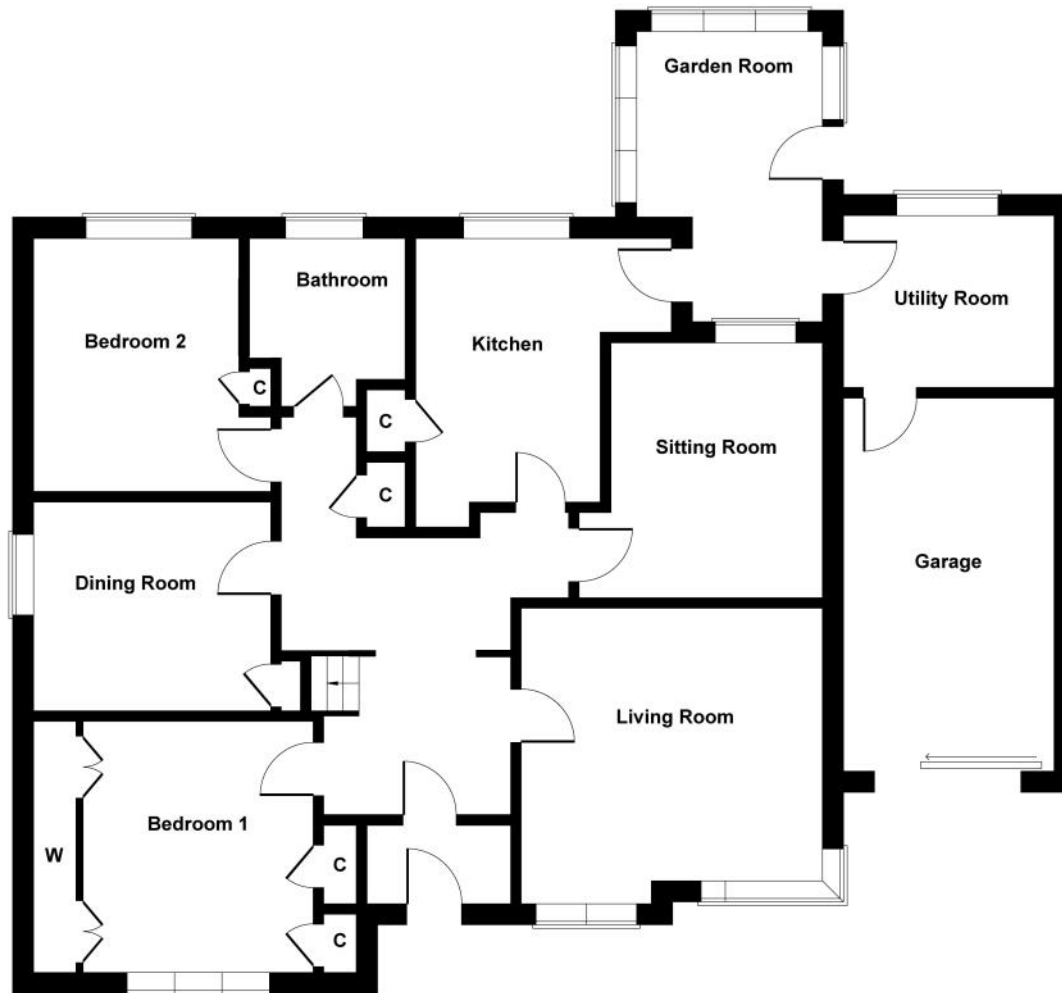 Garden Room
Bathroom
Utility Room
Bedroom 2
Kitchen
C
C
Sitting Room
C
Garage
Dining Room
Living Room
Bedroom 1
W
C
C